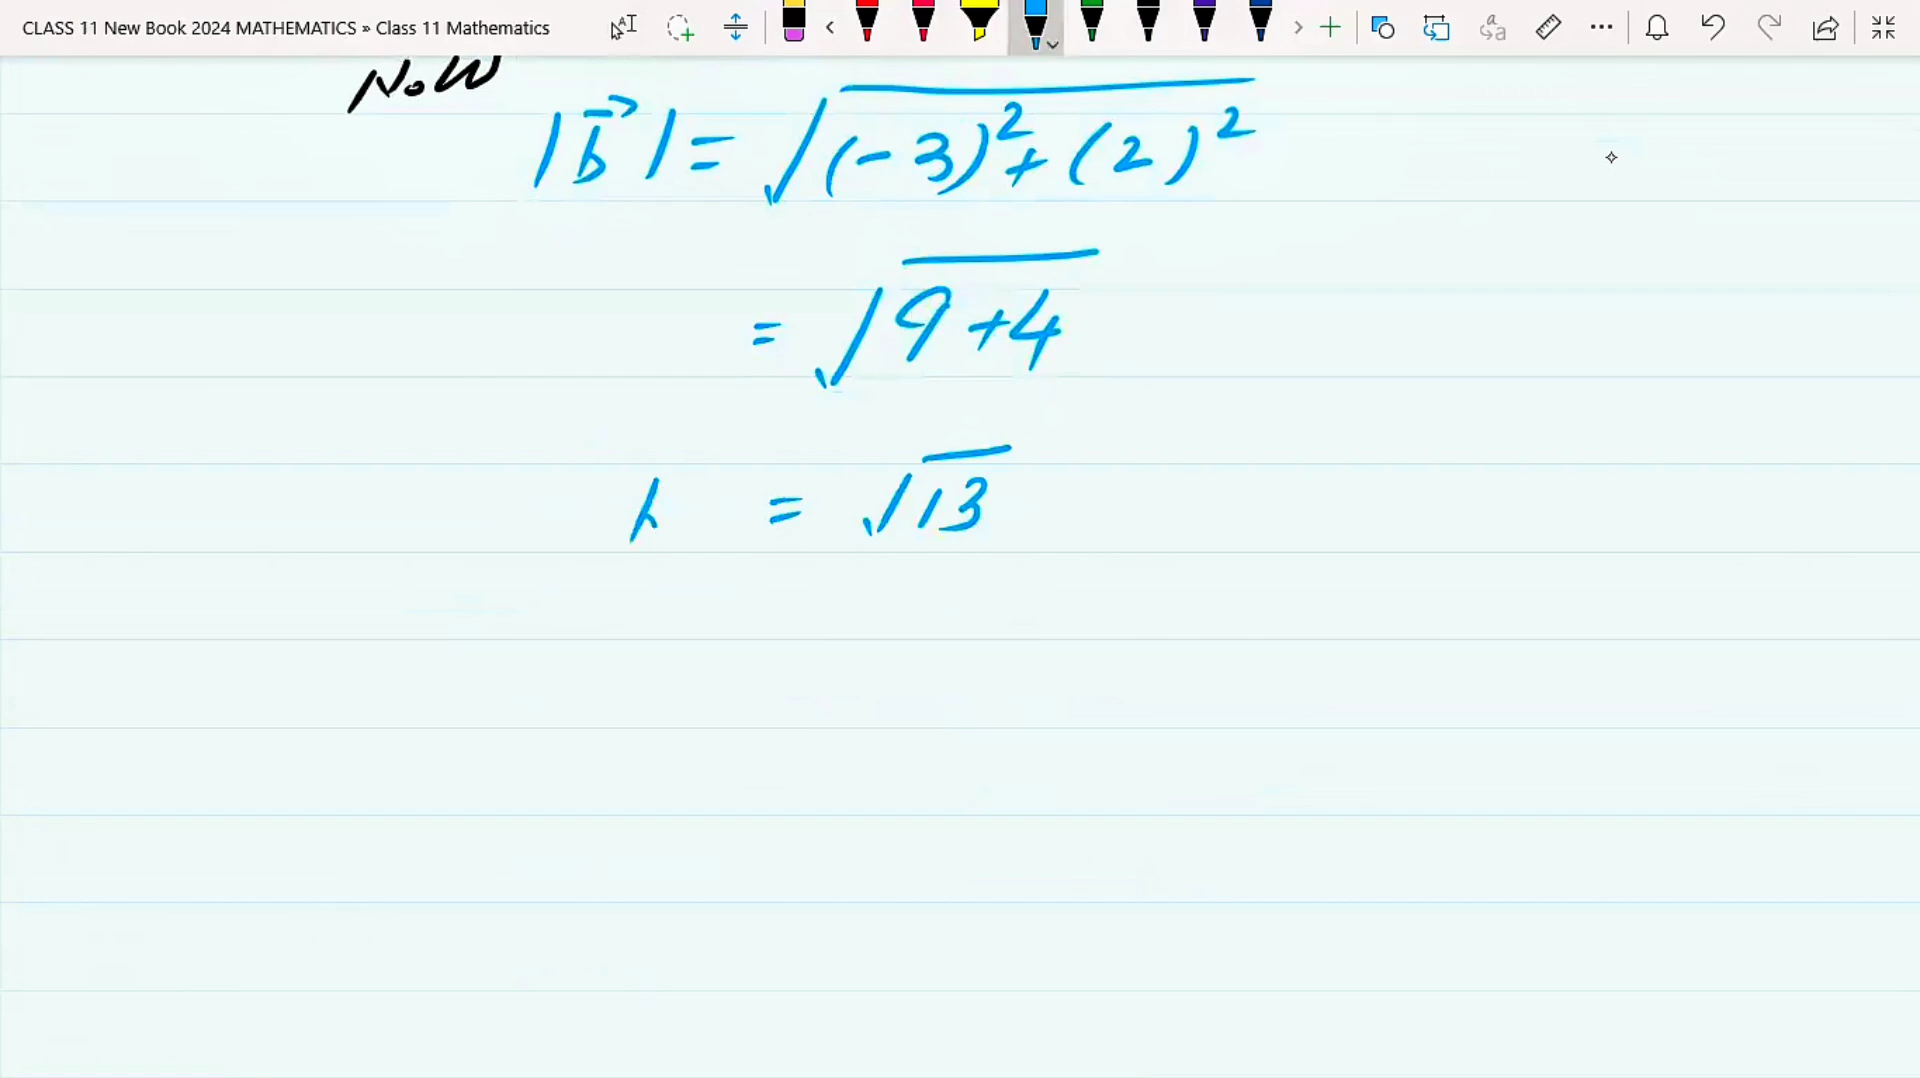 CLASS 11 New Book 2024 MATHEMATICS » Class 11 Mathematics
Now
|b⃗| = √((-3)² + (2)²)
= √(9+4)
= √13